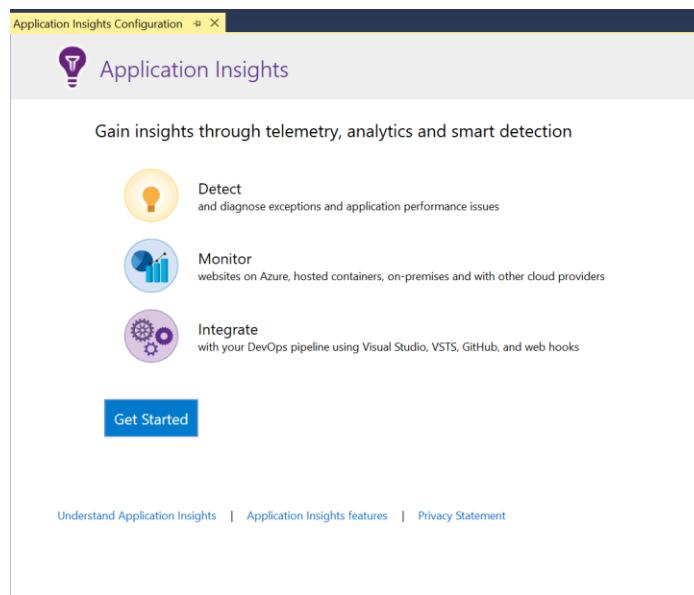 Application Insights Configuration
Application Insights
Gain insights through telemetry, analytics and smart detection
Detect
and diagnose exceptions and application performance issues
Monitor
websites on Azure, hosted containers, on-premises and with other cloud providers
Integrate
with your DevOps pipeline using Visual Studio, VSTS, GitHub, and web hooks
Get Started
Understand Application Insights | Application Insights features | Privacy Statement